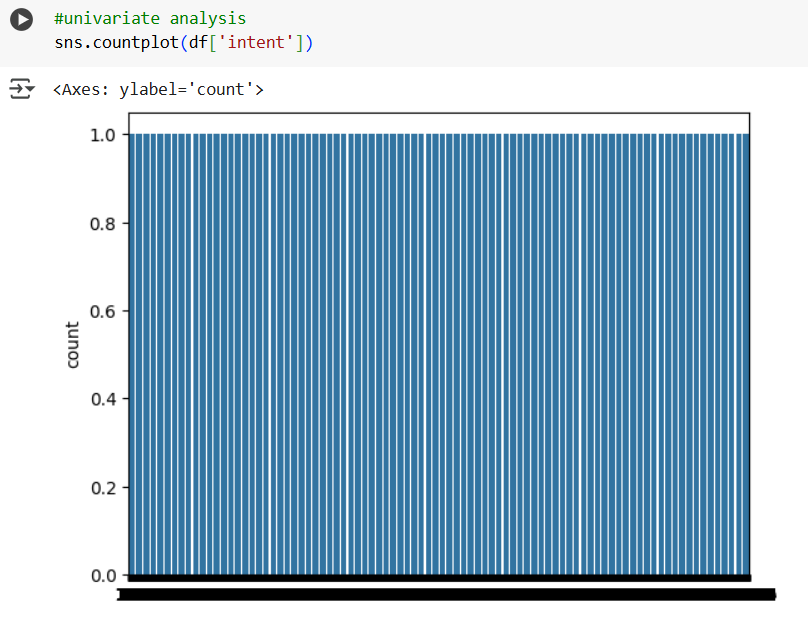 #univariate analysis
sns.countplot(df['intent'])
<Axes: ylabel='count'>
1.0
0.8
0.6
0.4
0.2
0.0
count